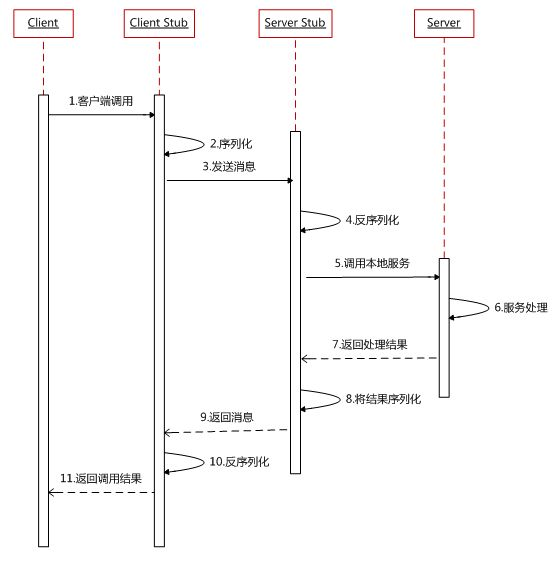 Client
Client Stub
Server Stub
Server
1.客户端调用
2.序列化
3.发送消息
4.反序列化
5.调用本地服务
6.服务处理
7.返回处理结果
8.将结果序列化
9.返回消息
10.反序列化
11.返回调用结果